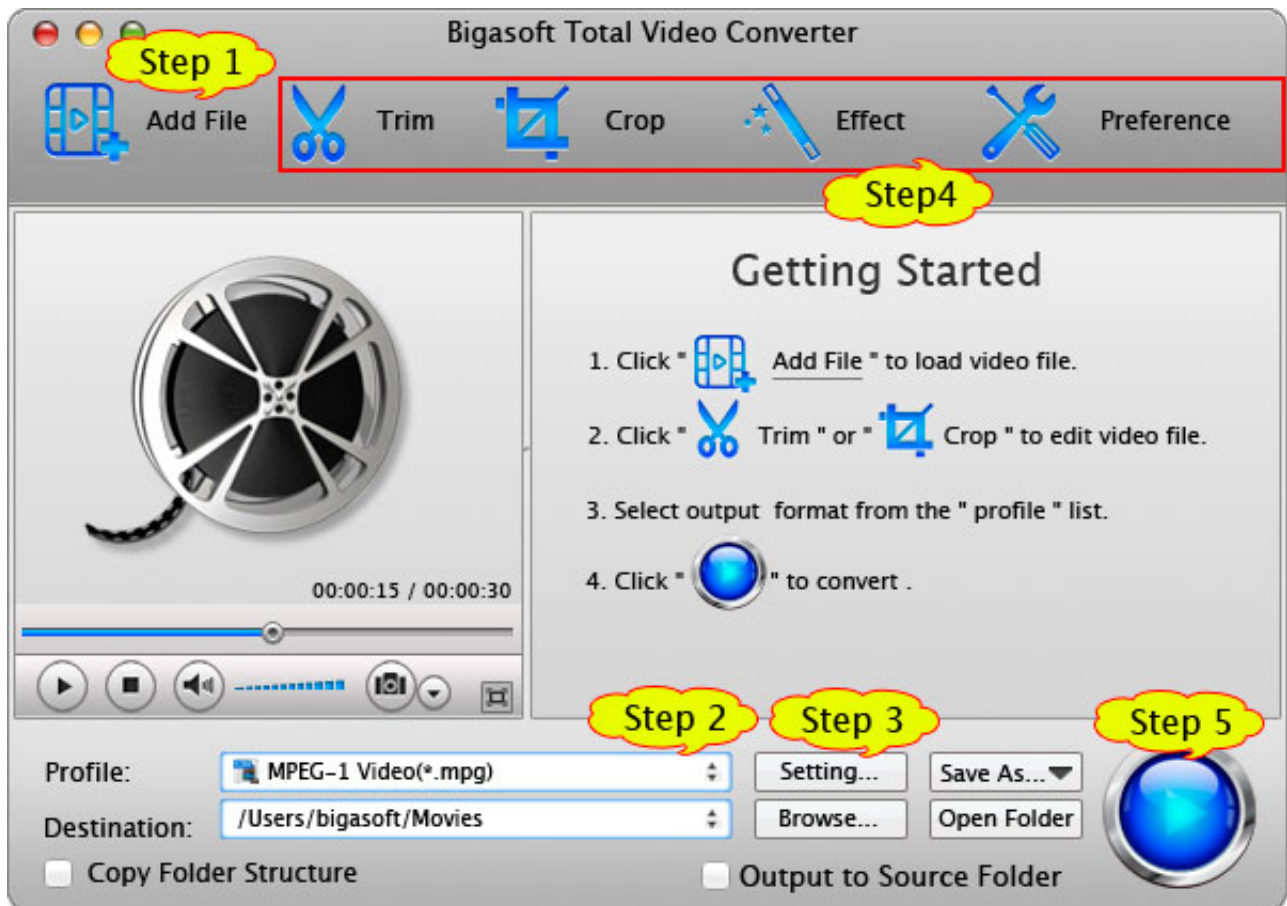 Bigasoft Total Video Converter
Step 1
Add File
Trim
Crop
Effect
Preference
Step4
Getting Started
1. Click " Add File " to load video file.
2. Click " Trim " or " Crop " to edit video file.
3. Select output format from the " profile " list.
4. Click " " to convert .
00:00:15 / 00:00:30
Step 2
Step 3
Step 5
Profile:
MPEG-1 Video(*.mpg)
Setting...
Save As...
Destination:
/Users/bigasoft/Movies
Browse...
Open Folder
Copy Folder Structure
Output to Source Folder